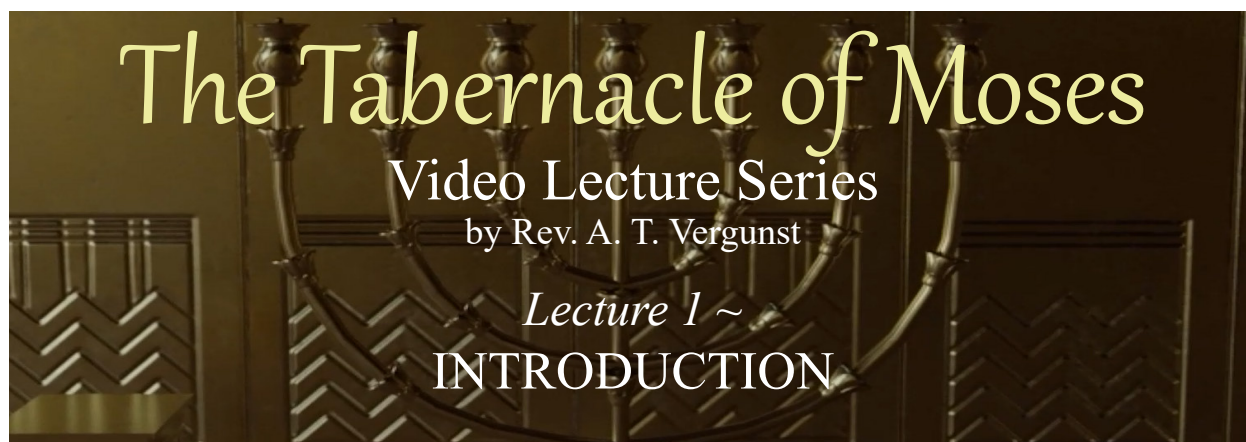 The Tabernacle of Moses
Video Lecture Series
by Rev. A. T. Vergunst
Lecture 1 ~
INTRODUCTION